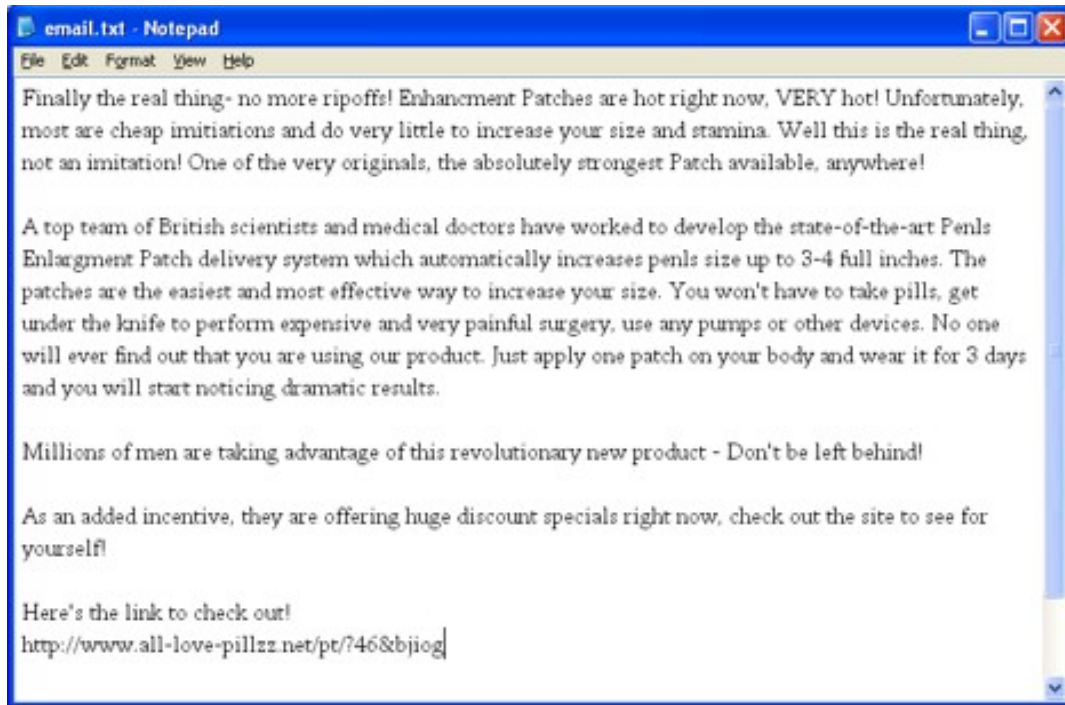 email.txt - Notepad
File Edit Format View Help
Finally the real thing- no more ripoffs! Enhancment Patches are hot right now, VERY hot! Unfortunately,
most are cheap imitiations and do very little to increase your size and stamina. Well this is the real thing,
not an imitation! One of the very originals, the absolutely strongest Patch available, anywhere!
A top team of British scientists and medical doctors have worked to develop the state-of-the-art Penls
Enlargment Patch delivery system which automatically increases penls size up to 3-4 full inches. The
patches are the easiest and most effective way to increase your size. You won't have to take pills, get
under the knife to perform expensive and very painful surgery, use any pumps or other devices. No one
will ever find out that you are using our product. Just apply one patch on your body and wear it for 3 days
and you will start noticing dramatic results.
Millions of men are taking advantage of this revolutionary new product - Don't be left behind!
As an added incentive, they are offering huge discount specials right now, check out the site to see for
yourself!
Here's the link to check out!
http://www.all-love-pillzz.net/pt/?46&bjiog